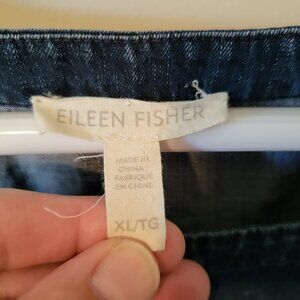 EILEEN FISHER
MADE IN
CHINA/
FABRIQUE
EN CHINE
XL/TG